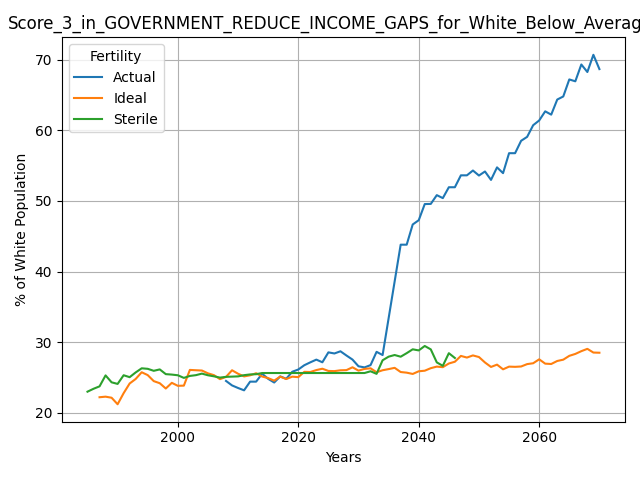 Score_3_in_GOVERNMENT_REDUCE_INCOME_GAPS_for_White_Below_Averag
Fertility
Actual
Ideal
Sterile
% of White Population
70
60
50
40
30
20
2000 2020 2040 2060
Years